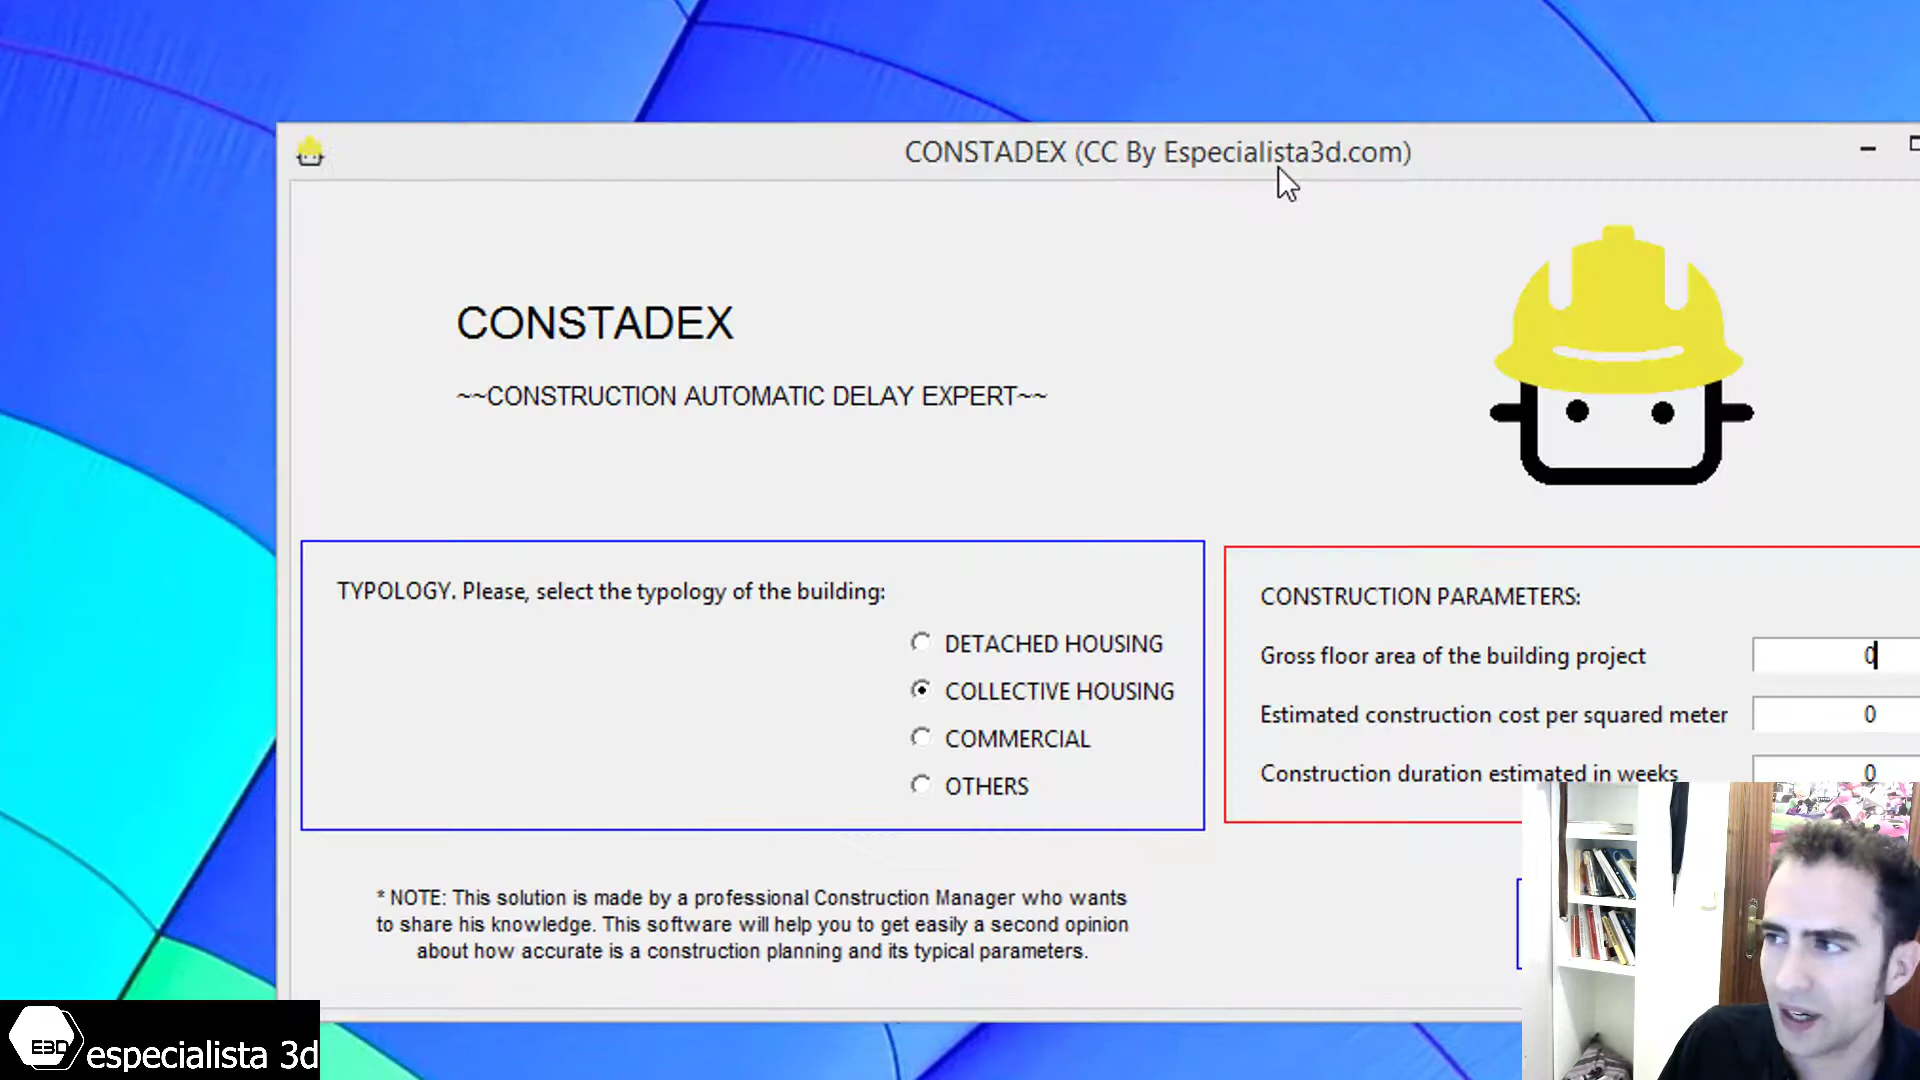 CONSTADEX (CC By Especialista3d.com)
CONSTADEX
~~CONSTRUCTION AUTOMATIC DELAY EXPERT~~
TYPOLOGY. Please, select the typology of the building:
DETACHED HOUSING
COLLECTIVE HOUSING
COMMERCIAL
OTHERS
CONSTRUCTION PARAMETERS:
Gross floor area of the building project 0
Estimated construction cost per squared meter 0
Construction duration estimated in weeks 0
* NOTE: This solution is made by a professional Construction Manager who wants
to share his knowledge. This software will help you to get easily a second opinion
about how accurate is a construction planning and its typical parameters.
E3D especialista 3d